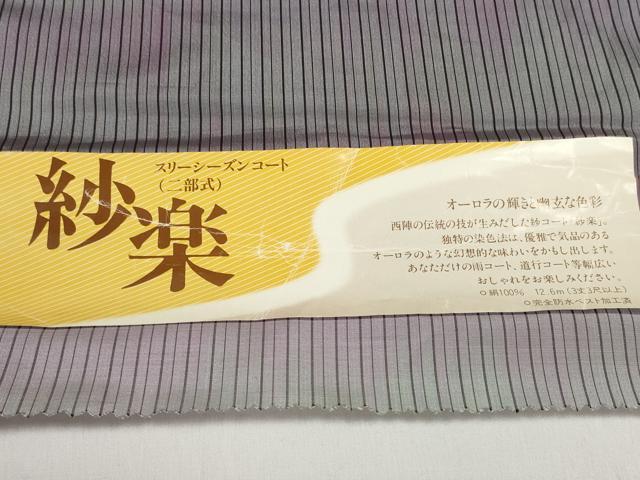 紗楽
スリーシーズンコート
（二部式）
オーロラの輝きと幽玄な色彩
西陣の伝統の技が生みだした紗コート「紗楽」。
独特の染色法は、優雅で気品のある
オーロラのような幻想的な味わいをかもし出します。
あなただけの雨コート、道行コート等幅広い
おしゃれをお楽しみください。
○絹100%　12.6m(3丈3尺以上)
○完全防水ベスト加工済